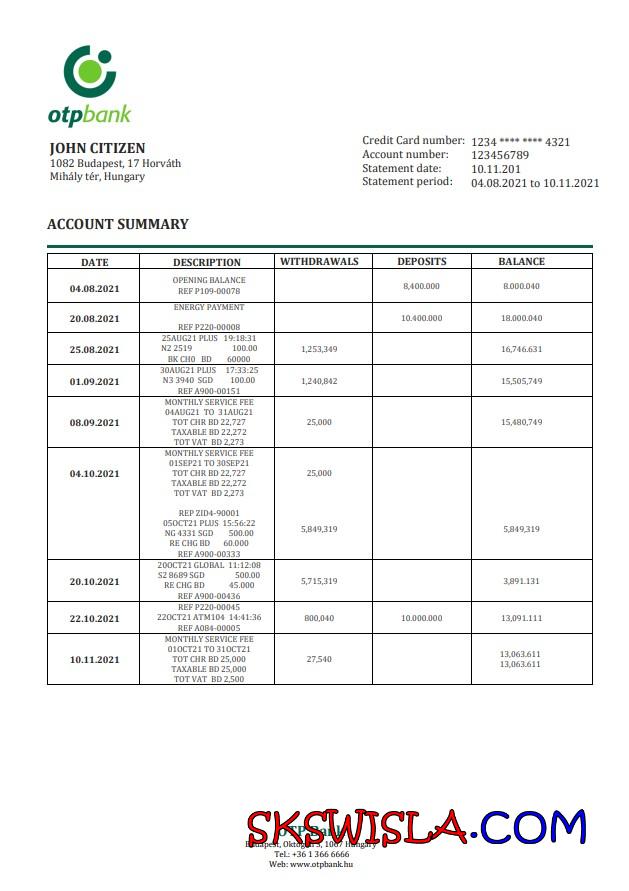 otpbank
JOHN CITIZEN
1082 Budapest, 17 Horváth
Mihály tér, Hungary
Credit Card number: 1234 **** **** 4321
Account number: 123456789
Statement date: 10.11.201
Statement period: 04.08.2021 to 10.11.2021
ACCOUNT SUMMARY
DATE DESCRIPTION WITHDRAWALS DEPOSITS BALANCE
04.08.2021
OPENING BALANCE
REF P109-00078
8,400.000
8.000.040
20.08.2021
ENERGY PAYMENT
REF P220-00008
10.400.000
18.000.040
25.08.2021
25AUG21 PLUS 19:18:31
N2 2519 100.00
BK CH0 BD 60000
1,253,349
16,746.631
01.09.2021
30AUG21 PLUS 17:33:25
N3 3940 SGD 100.00
REF A900-00151
1,240,842
15,505,749
08.09.2021
MONTHLY SERVICE FEE
04AUG21 TO 31AUG21
TOT CHR BD 22,727
TAXABLE BD 22,272
TOT VAT BD 2,273
25,000
15,480,749
04.10.2021
MONTHLY SERVICE FEE
01SEP21 TO 30SEP21
TOT CHR BD 22,727
TAXABLE BD 22,272
TOT VAT BD 2,273
25,000
REP ZID4-90001
05OCT21 PLUS 15:56:22
NG 4331 SGD 500.00
RE CHG BD 60.000
REF A900-00333
5,849,319
5,849,319
20.10.2021
20OCT21 GLOBAL 11:12:08
S2 8689 SGD 500.00
RE CHG BD 45.000
REF A900-00436
5,715,319
3,891.131
22.10.2021
REF P220-00045
22OCT21 ATM104 14:41:36
REF A084-00005
800,040
10.000.000
13,091.111
10.11.2021
MONTHLY SERVICE FEE
01OCT21 TO 31OCT21
TOT CHR BD 25,000
TAXABLE BD 25,000
TOT VAT BD 2,500
27,540
13,063.611
13,063.611
SKSWISLA.COM
OTP Bank
Budapest, Oktogon 3, 1067 Hungary
Tel.: +36 1 366 6666
Web: www.otpbank.hu